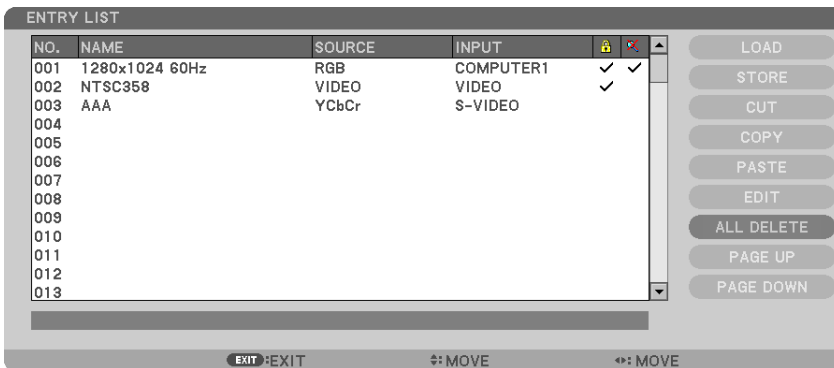 ENTRY LIST
NO. NAME SOURCE INPUT
001 1280x1024 60Hz RGB COMPUTER1
002 NTSC358 VIDEO VIDEO
003 AAA YCbCr S-VIDEO
004
005
006
007
008
009
010
011
012
013
LOAD
STORE
CUT
COPY
PASTE
EDIT
ALL DELETE
PAGE UP
PAGE DOWN
EXIT :EXIT :MOVE :MOVE